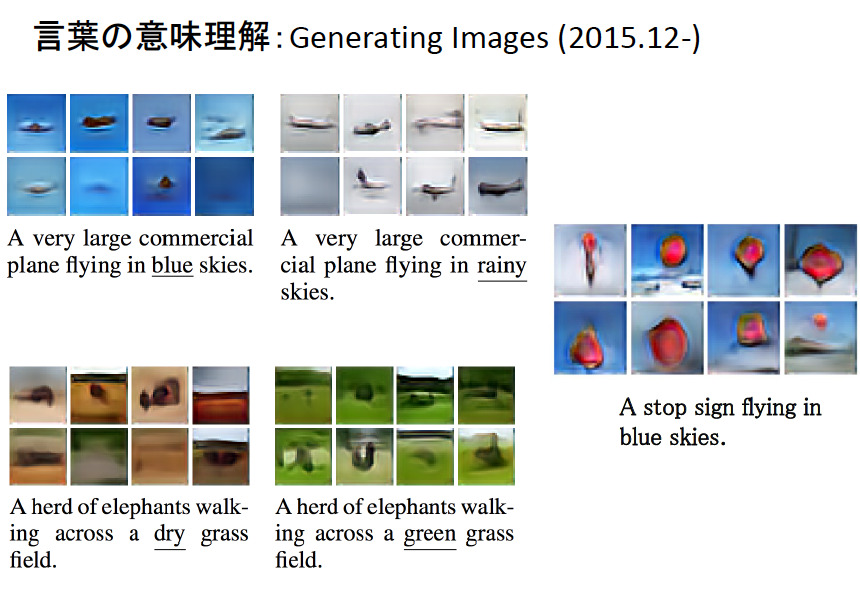 言葉の意味理解：Generating Images (2015.12-)
A very large commercial
plane flying in blue skies.
A very large commer-
cial plane flying in rainy
skies.
A stop sign flying in
blue skies.
A herd of elephants walk-
ing across a dry grass
field.
A herd of elephants walk-
ing across a green grass
field.